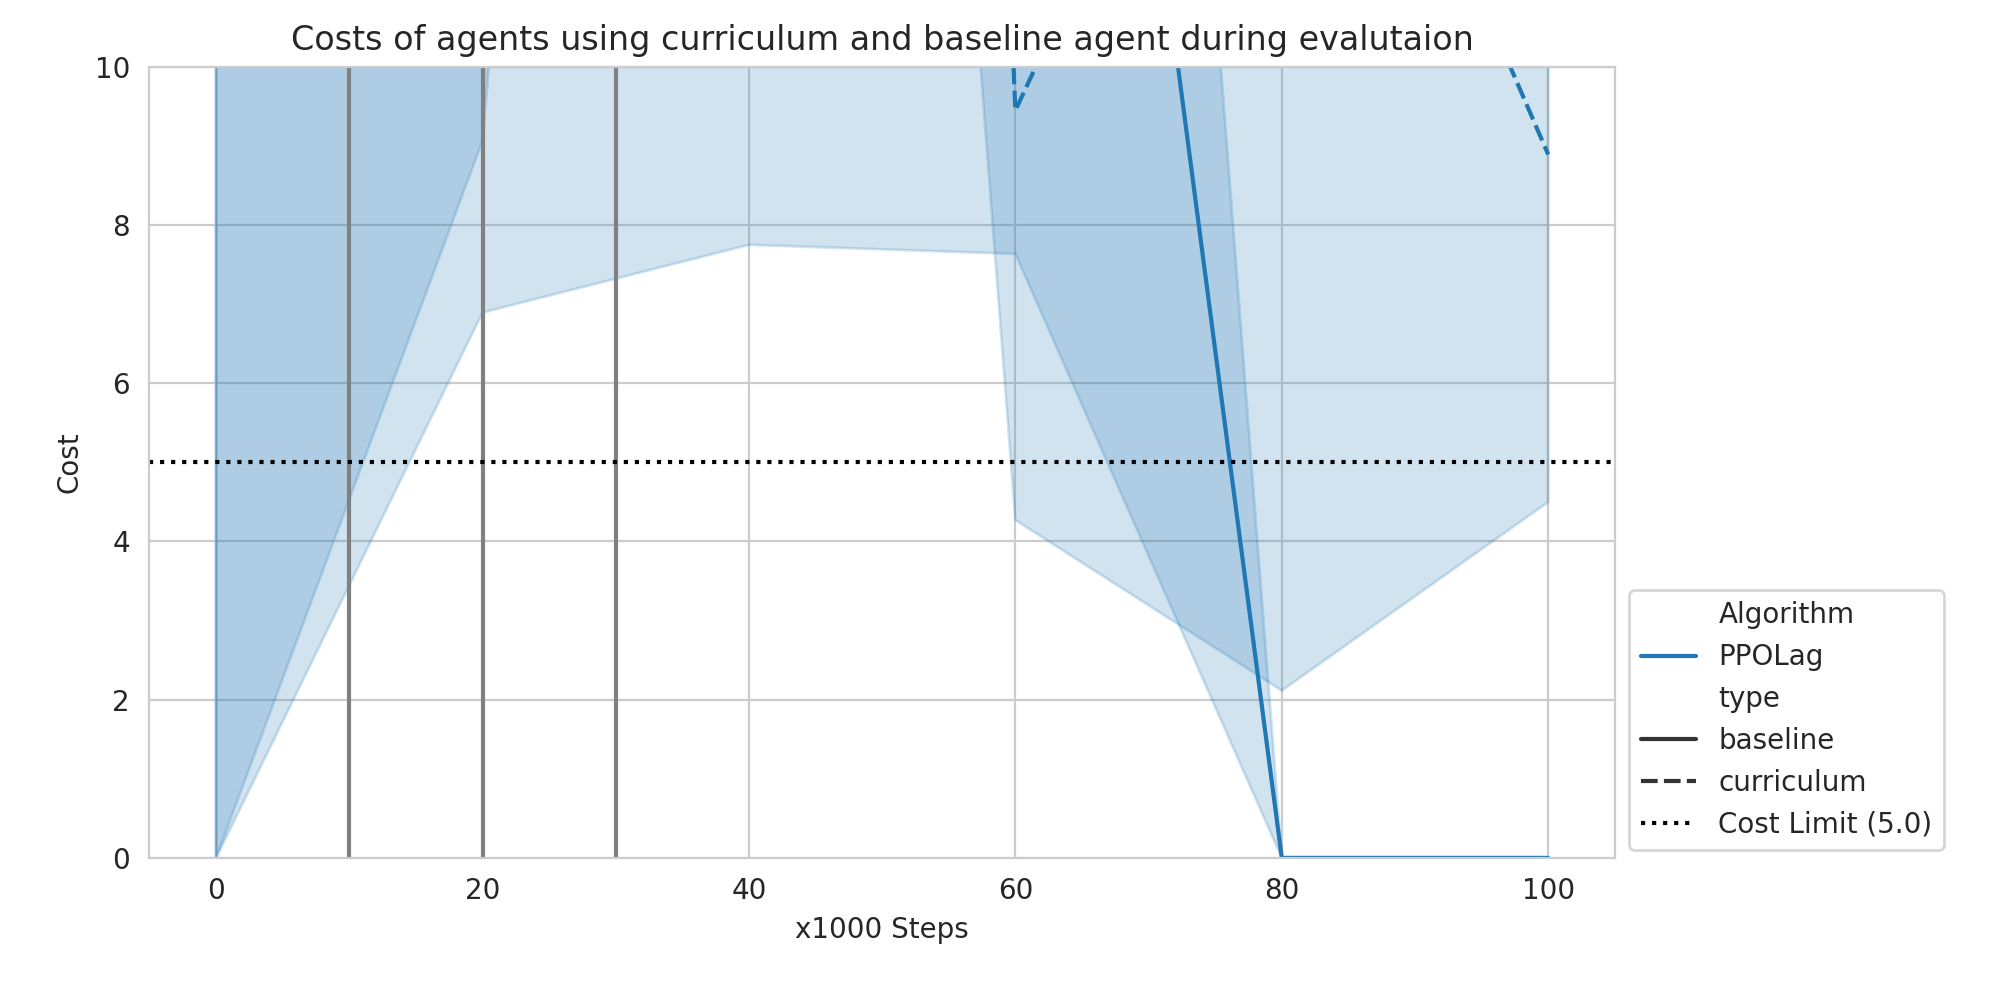 Costs of agents using curriculum and baseline agent during evalutaion
10
8
6
4
2
0
Cost
0 20 40 60 80 100
x1000 Steps
Algorithm
PPOLag
type
baseline
curriculum
Cost Limit (5.0)